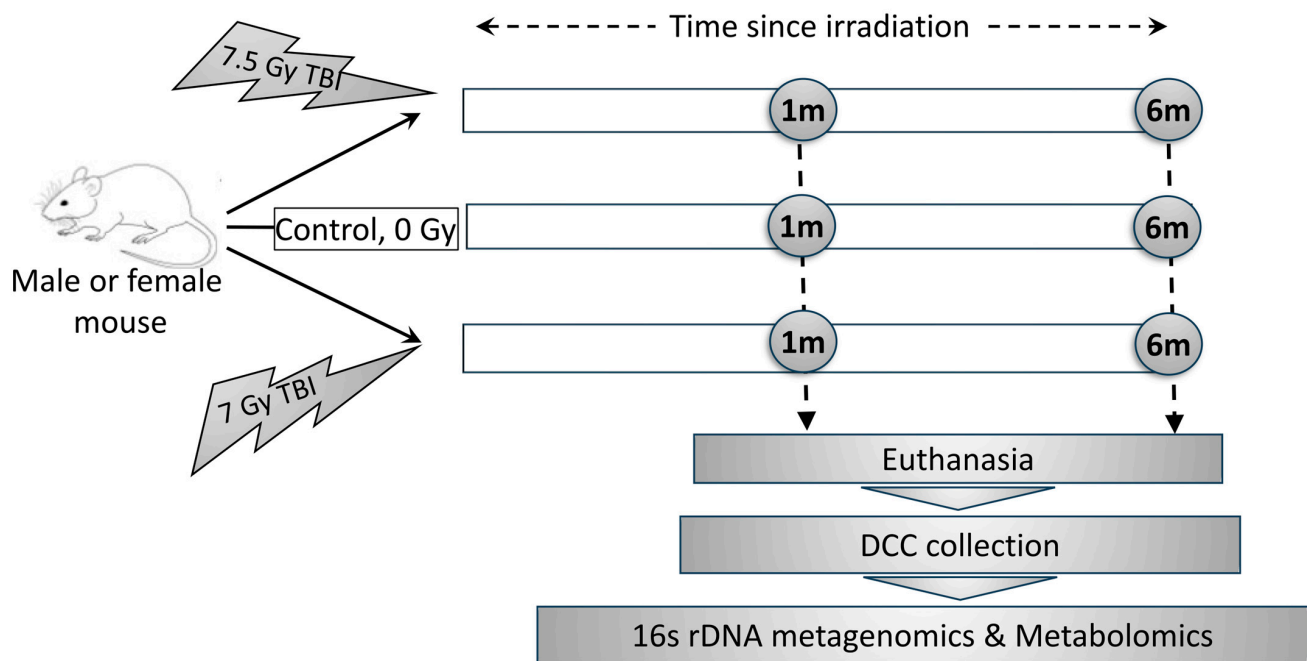 Time since irradiation
7.5 Gy TBI
1m
6m
Control, 0 Gy
1m
6m
Male or female
mouse
7 Gy TBI
1m
6m
Euthanasia
DCC collection
16s rDNA metagenomics & Metabolomics